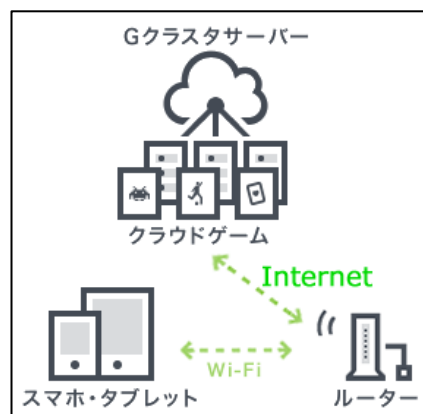 Gクラスタサーバー
クラウドゲーム
Internet
Wi-Fi
スマホ・タブレット
ルーター